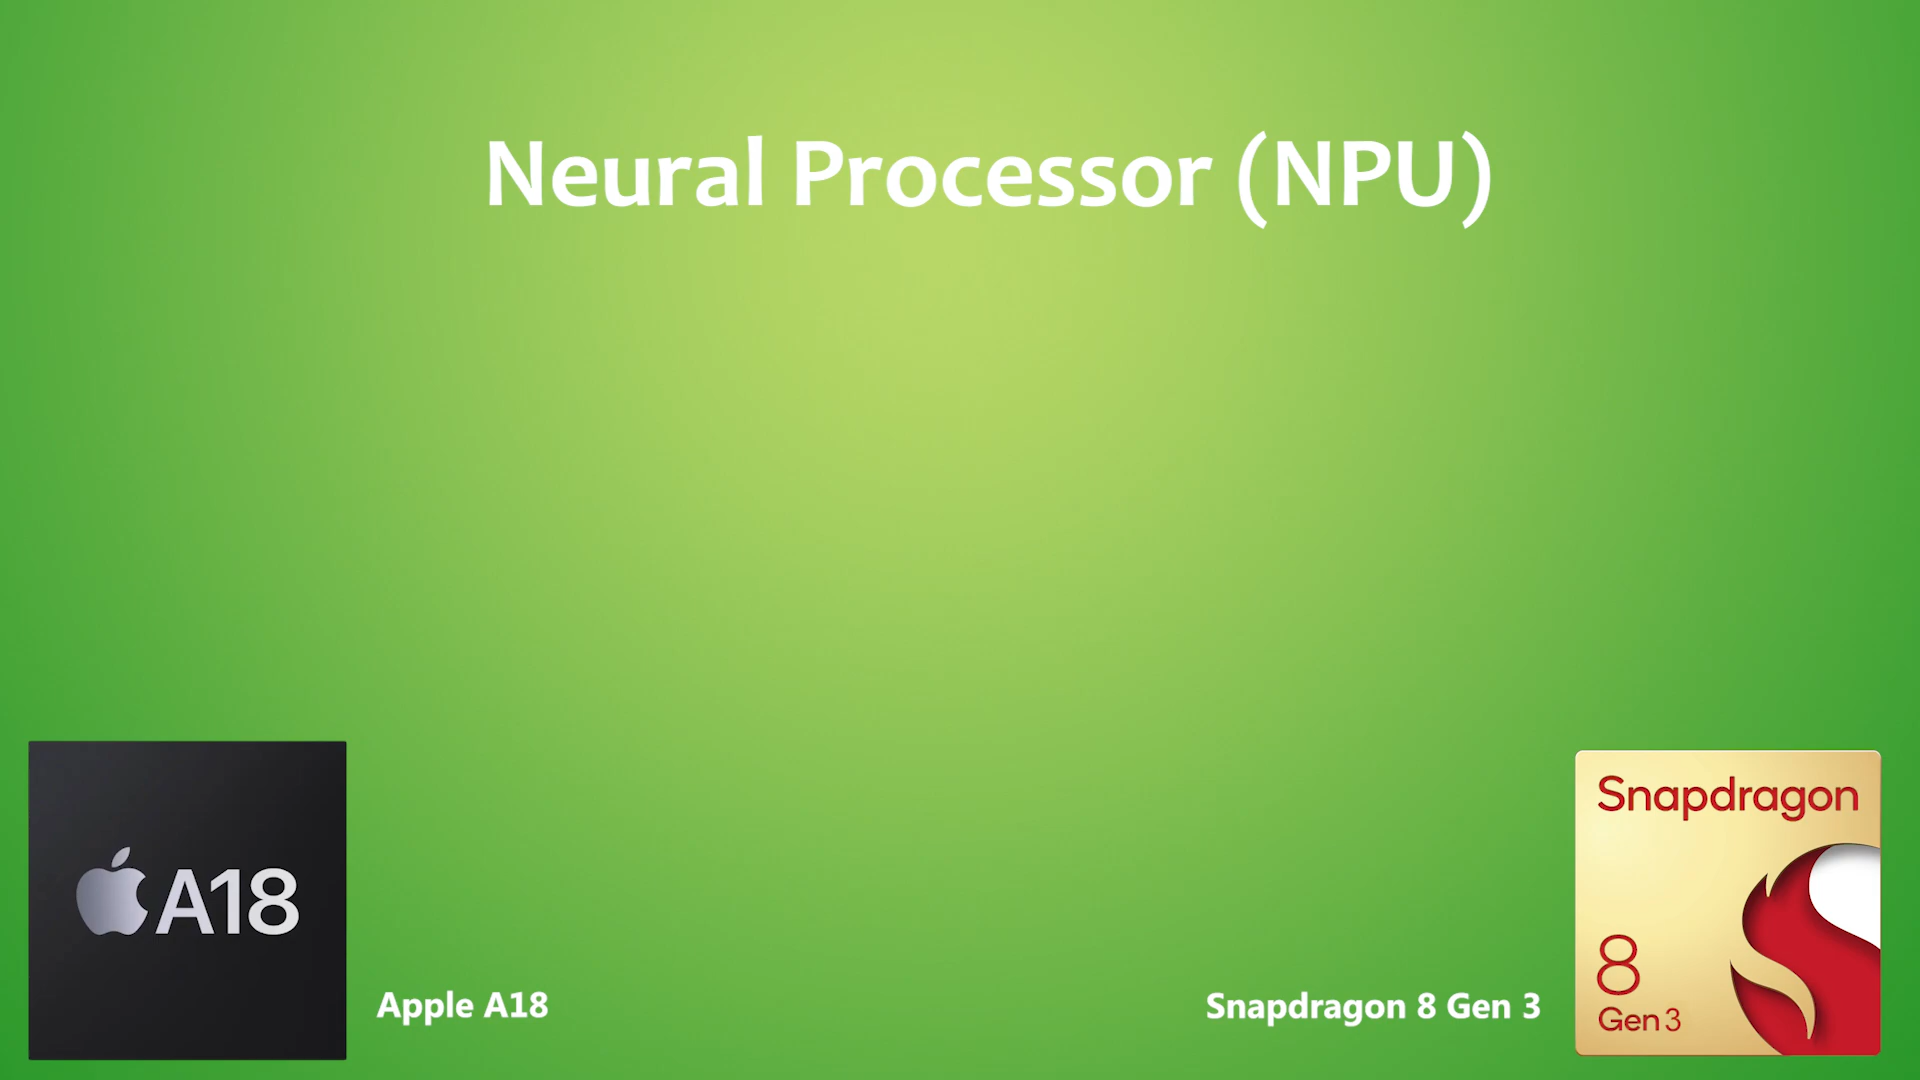 Neural Processor (NPU)
A18
Apple A18
Snapdragon 8 Gen 3
Snapdragon
8
Gen 3